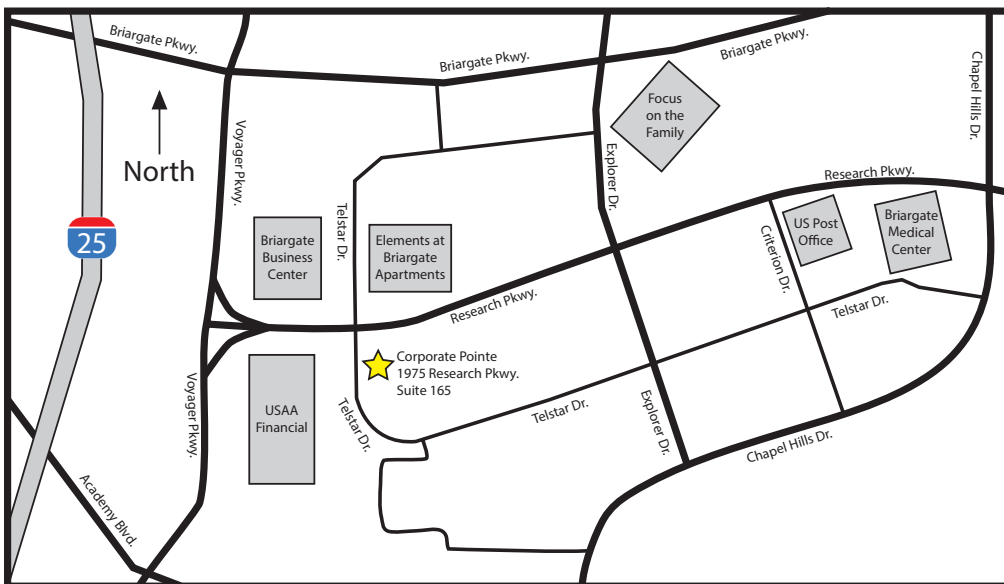 Briargate Pkwy.
Briargate Pkwy.
Briargate Pkwy.
Chapel Hills Dr.
Focus
on the
Family
North
Voyager Pkwy.
Explorer Dr.
Research Pkwy.
25
Telstar Dr.
Briargate
Business
Center
Elements at
Briargate
Apartments
Criterion Dr.
US Post
Office
Briargate
Medical
Center
Research Pkwy.
Telstar Dr.
Corporate Pointe
1975 Research Pkwy.
Suite 165
Voyager Pkwy.
USAA
Financial
Telstar Dr.
Telstar Dr.
Explorer Dr.
Chapel Hills Dr.
Academy Blvd.